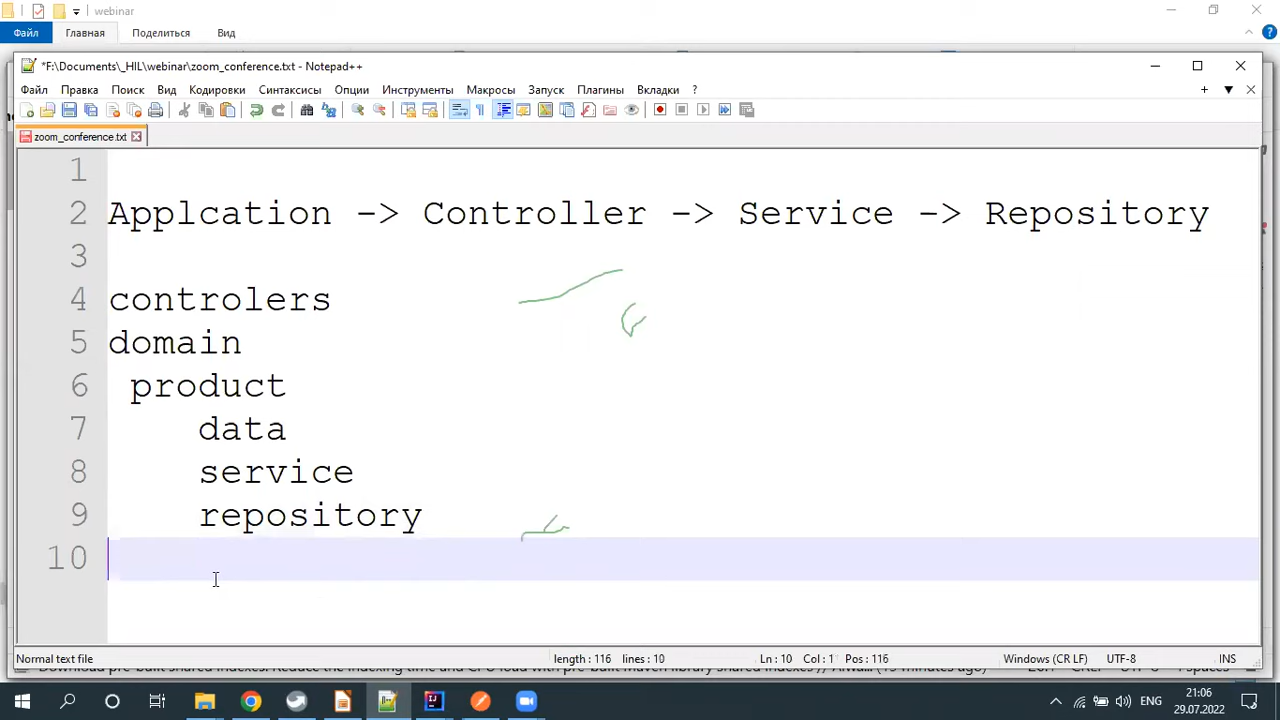 webinar
Файл Главная Поделиться Вид
*F:\Documents\_HIL\webinar\zoom_conference.txt - Notepad++
Файл Правка Поиск Вид Кодировки Синтаксисы Опции Инструменты Макросы Запуск Плагины Вкладки ?
zoom_conference.txt
1
2 Applcation -> Controller -> Service -> Repository
3
4 controlers
5 domain
6 product
7 data
8 service
9 repository
10
Normal text file length : 116 lines : 10 Ln : 10 Col : 1 Pos : 116 Windows (CR LF) UTF-8 INS
ENG 21:06
29.07.2022